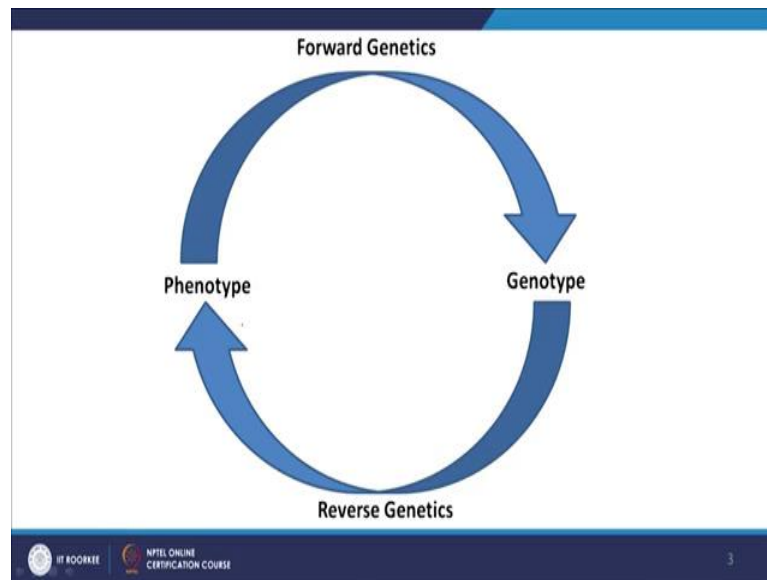 Forward Genetics
Phenotype
Genotype
Reverse Genetics
IIT ROORKEE
NPTEL ONLINE
CERTIFICATION COURSE
3